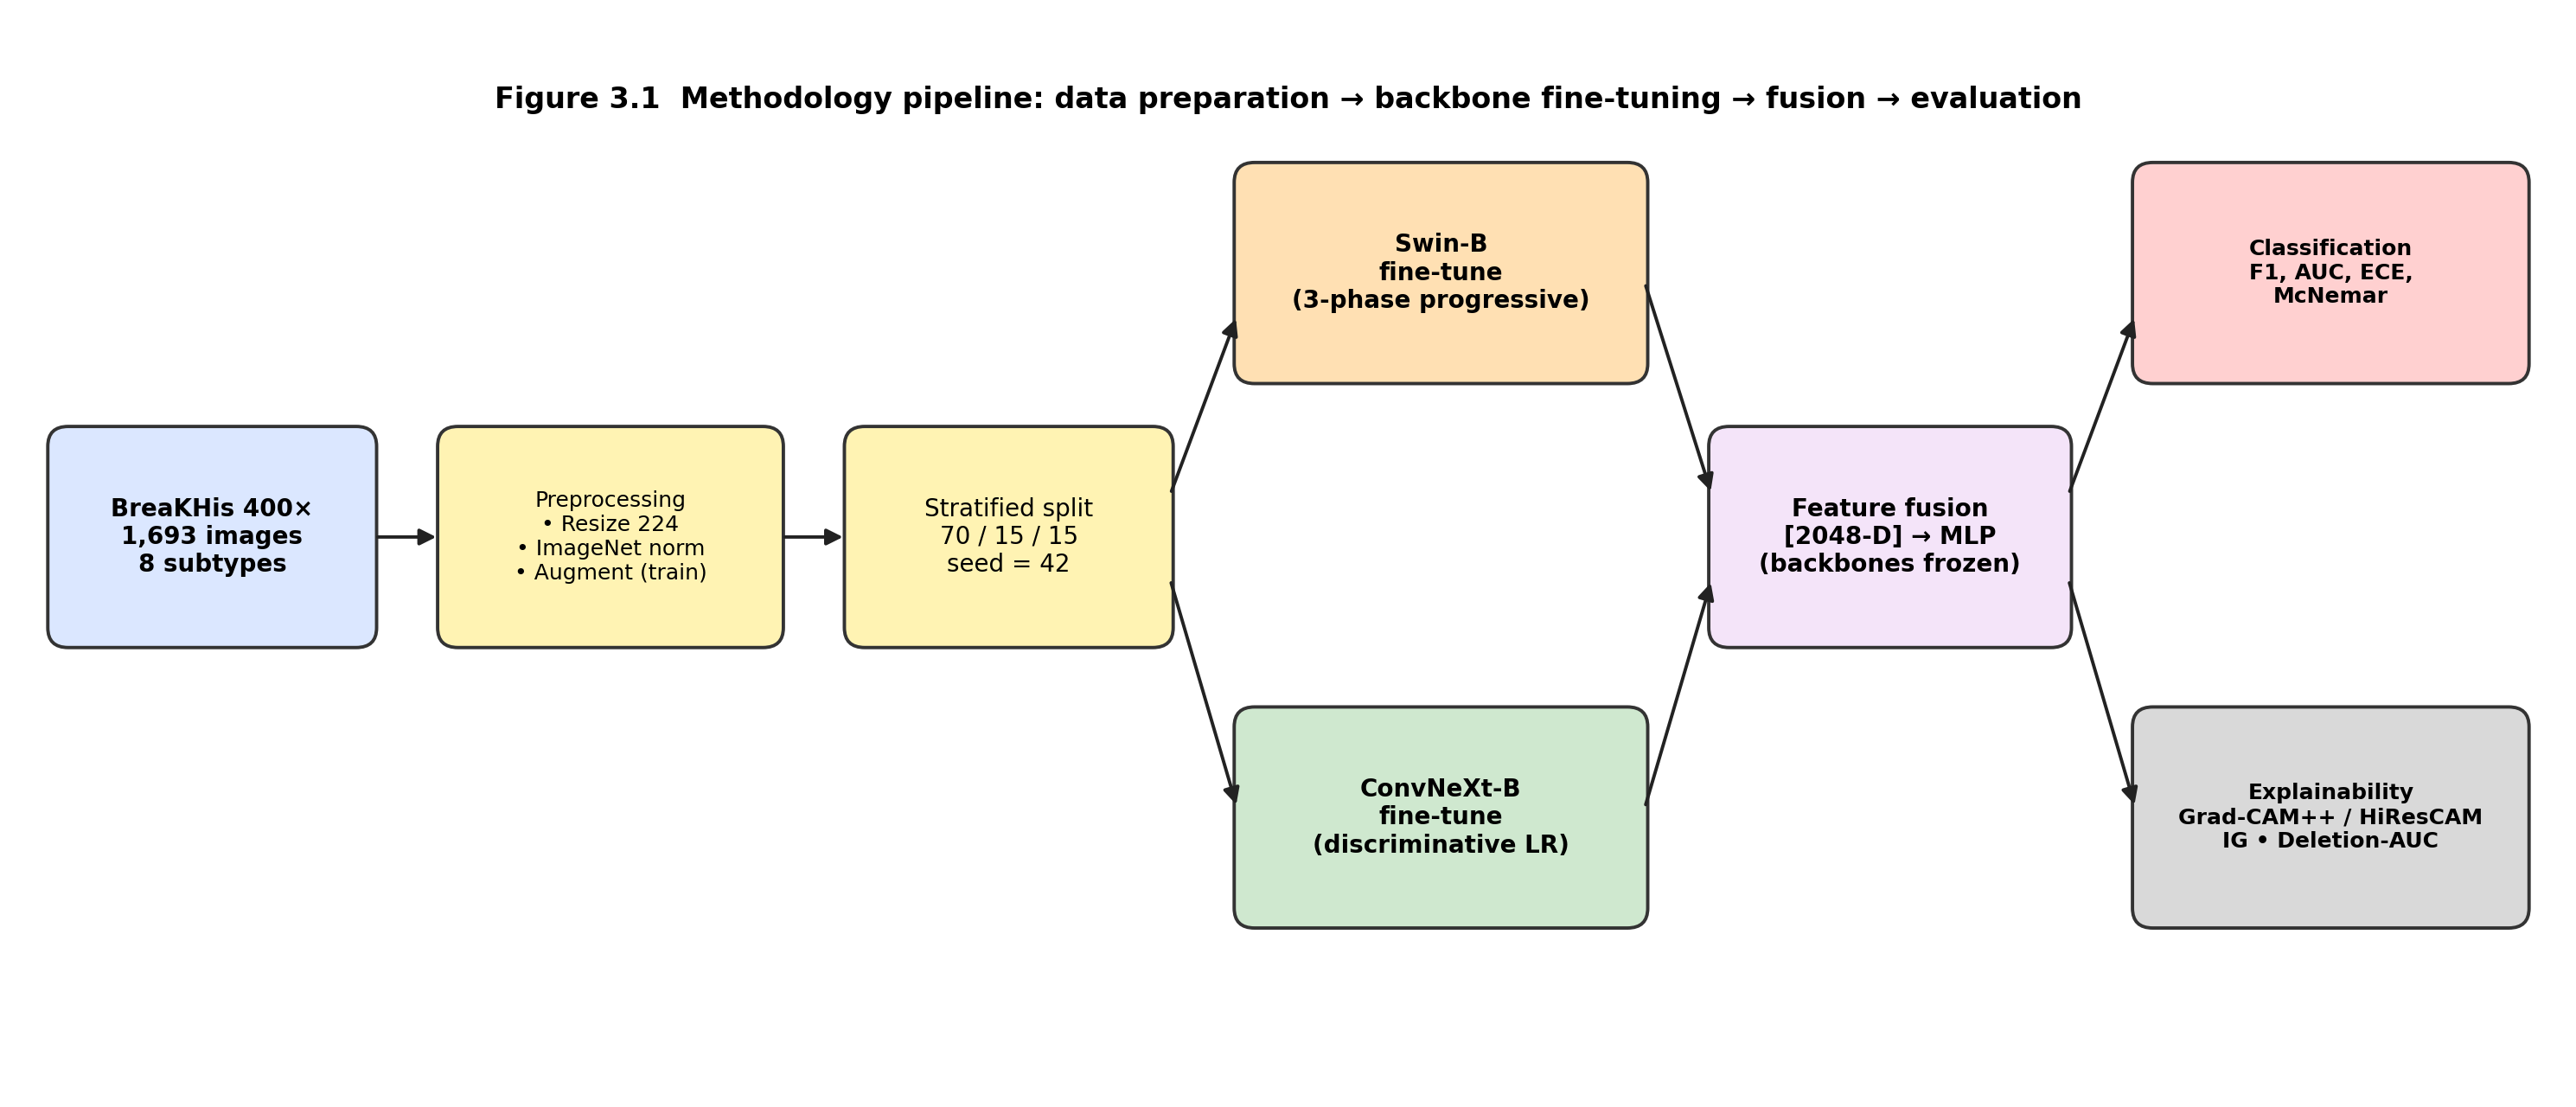 Figure 3.1  Methodology pipeline: data preparation → backbone fine-tuning → fusion → evaluation
BreaKHis 400×
1,693 images
8 subtypes
Preprocessing
• Resize 224
• ImageNet norm
• Augment (train)
Stratified split
70 / 15 / 15
seed = 42
Swin-B
fine-tune
(3-phase progressive)
ConvNeXt-B
fine-tune
(discriminative LR)
Feature fusion
[2048-D] → MLP
(backbones frozen)
Classification
F1, AUC, ECE,
McNemar
Explainability
Grad-CAM++ / HiResCAM
IG • Deletion-AUC